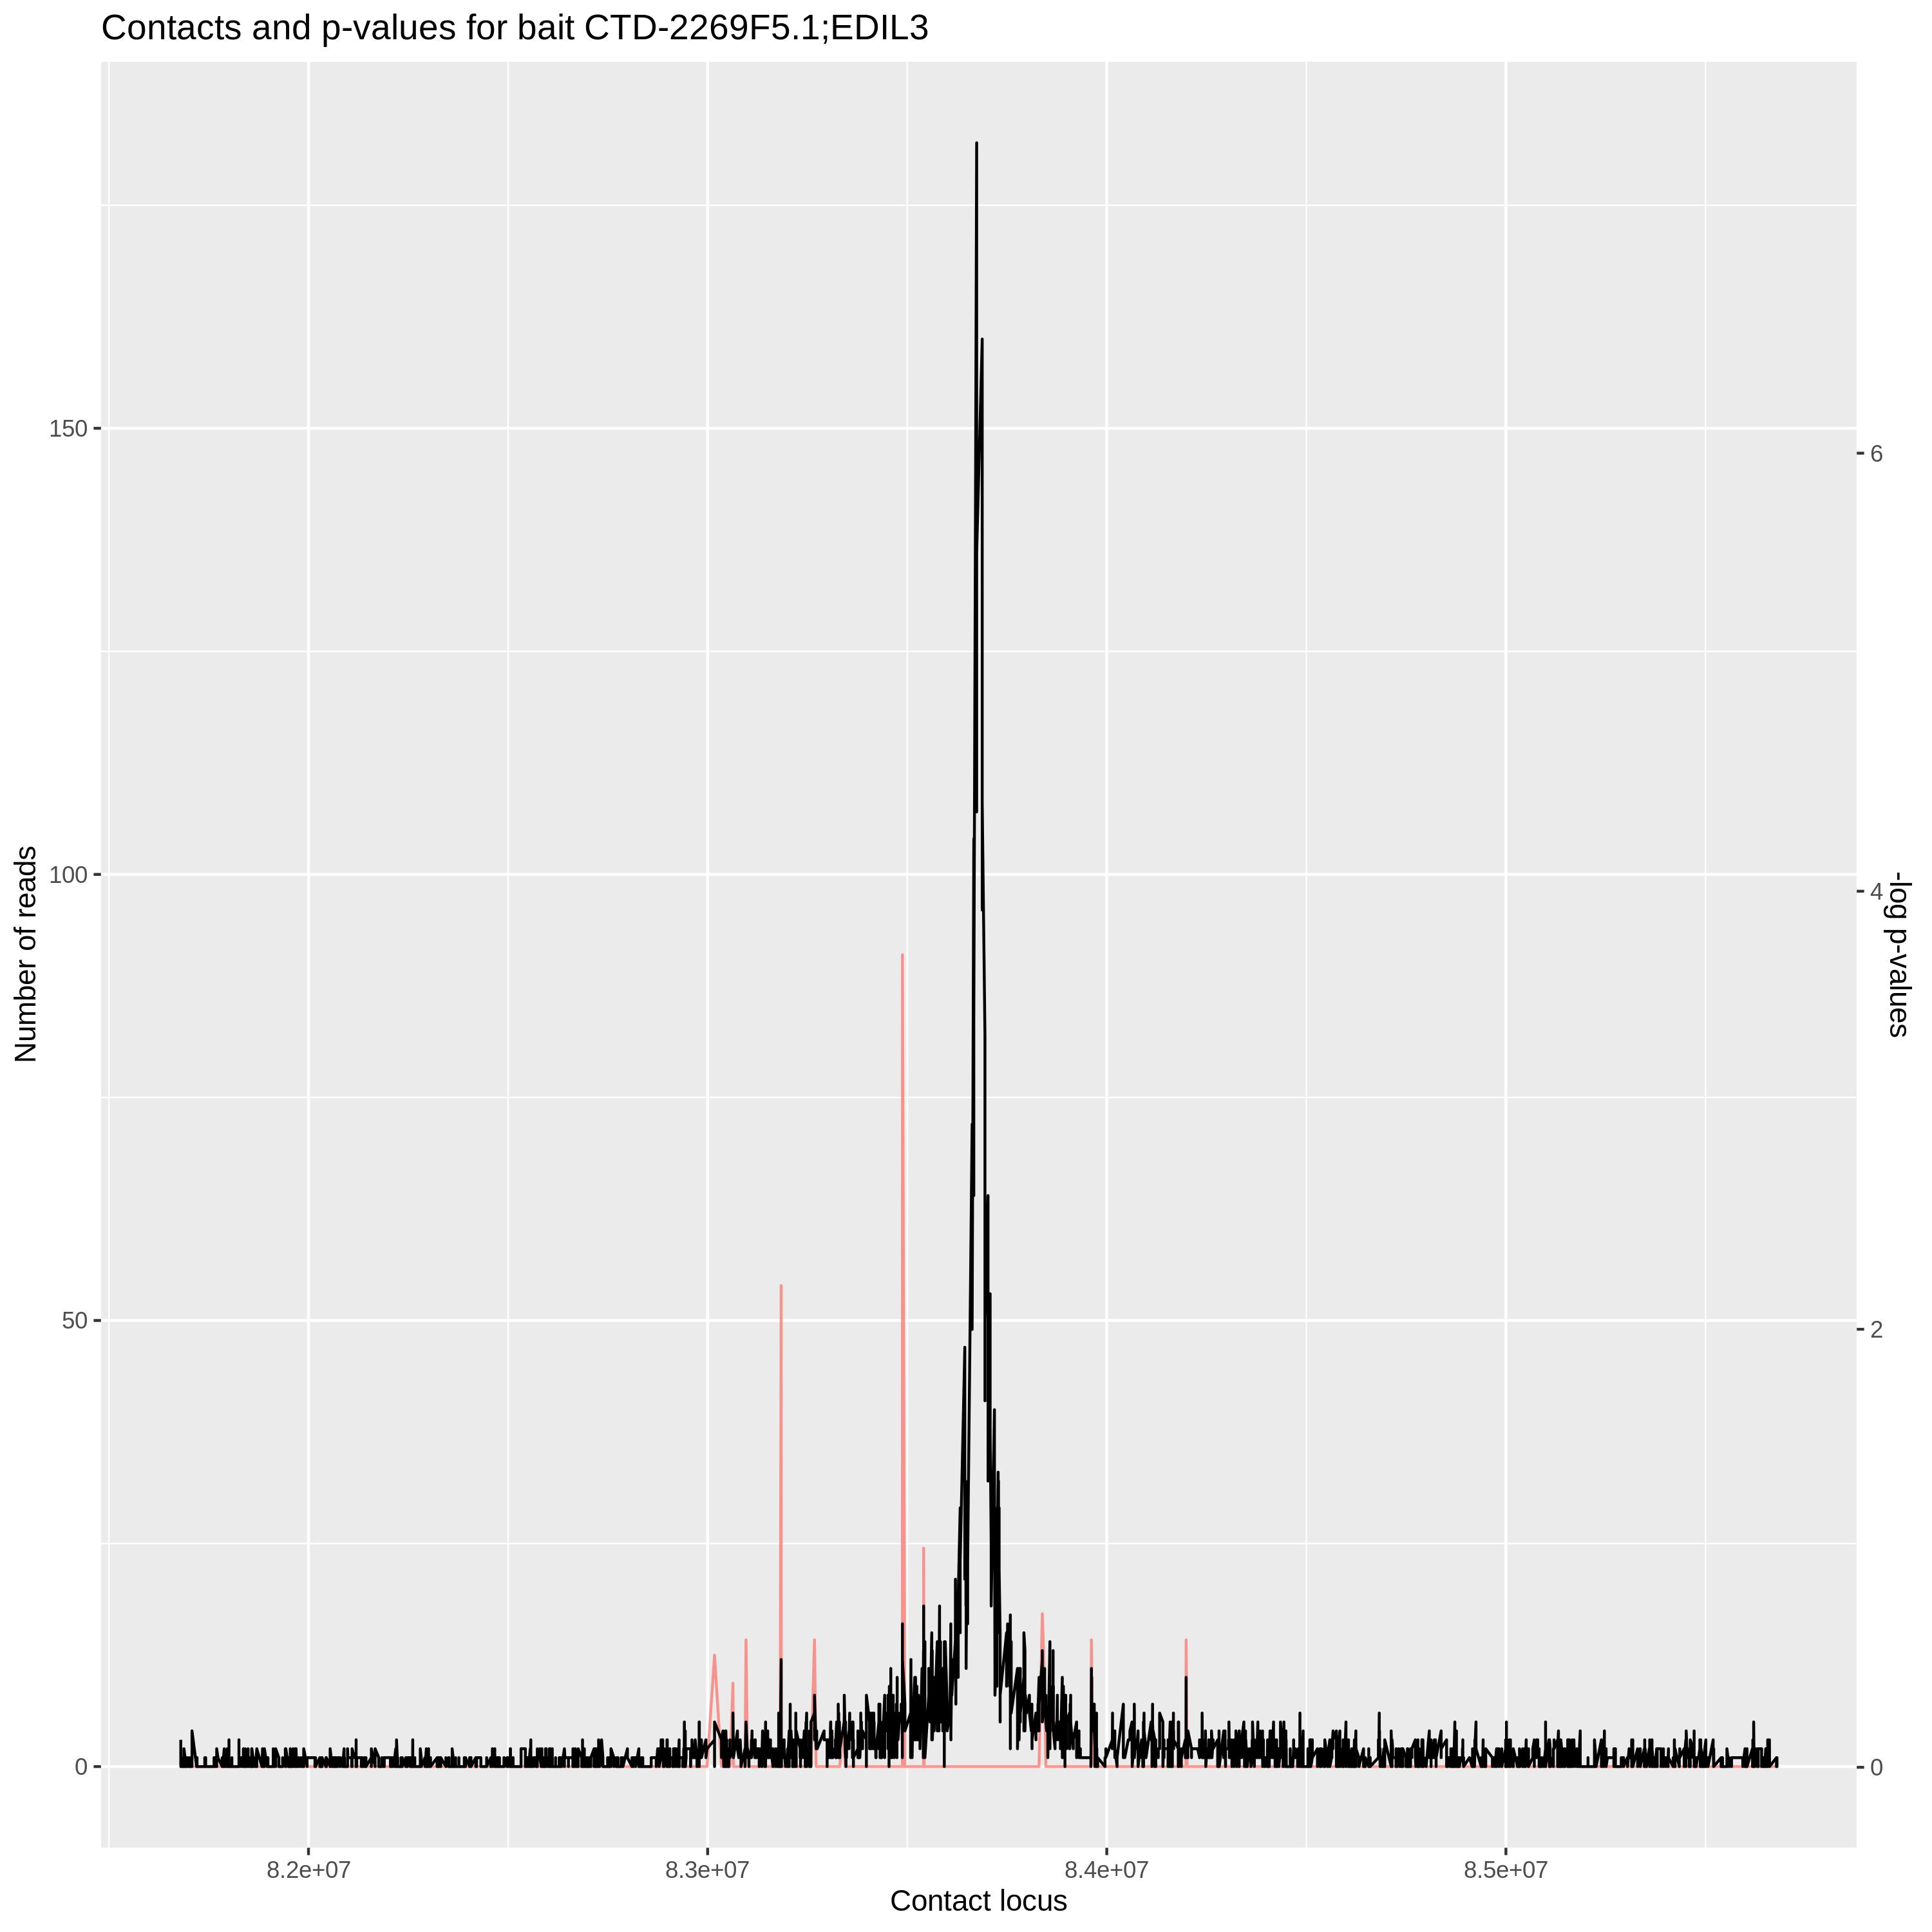 Contacts and p-values for bait CTD-2269F5.1;EDIL3
150
100
50
0
Number of reads
6
4
2
0
-log p-values
8.2e+07
8.3e+07
8.4e+07
8.5e+07
Contact locus